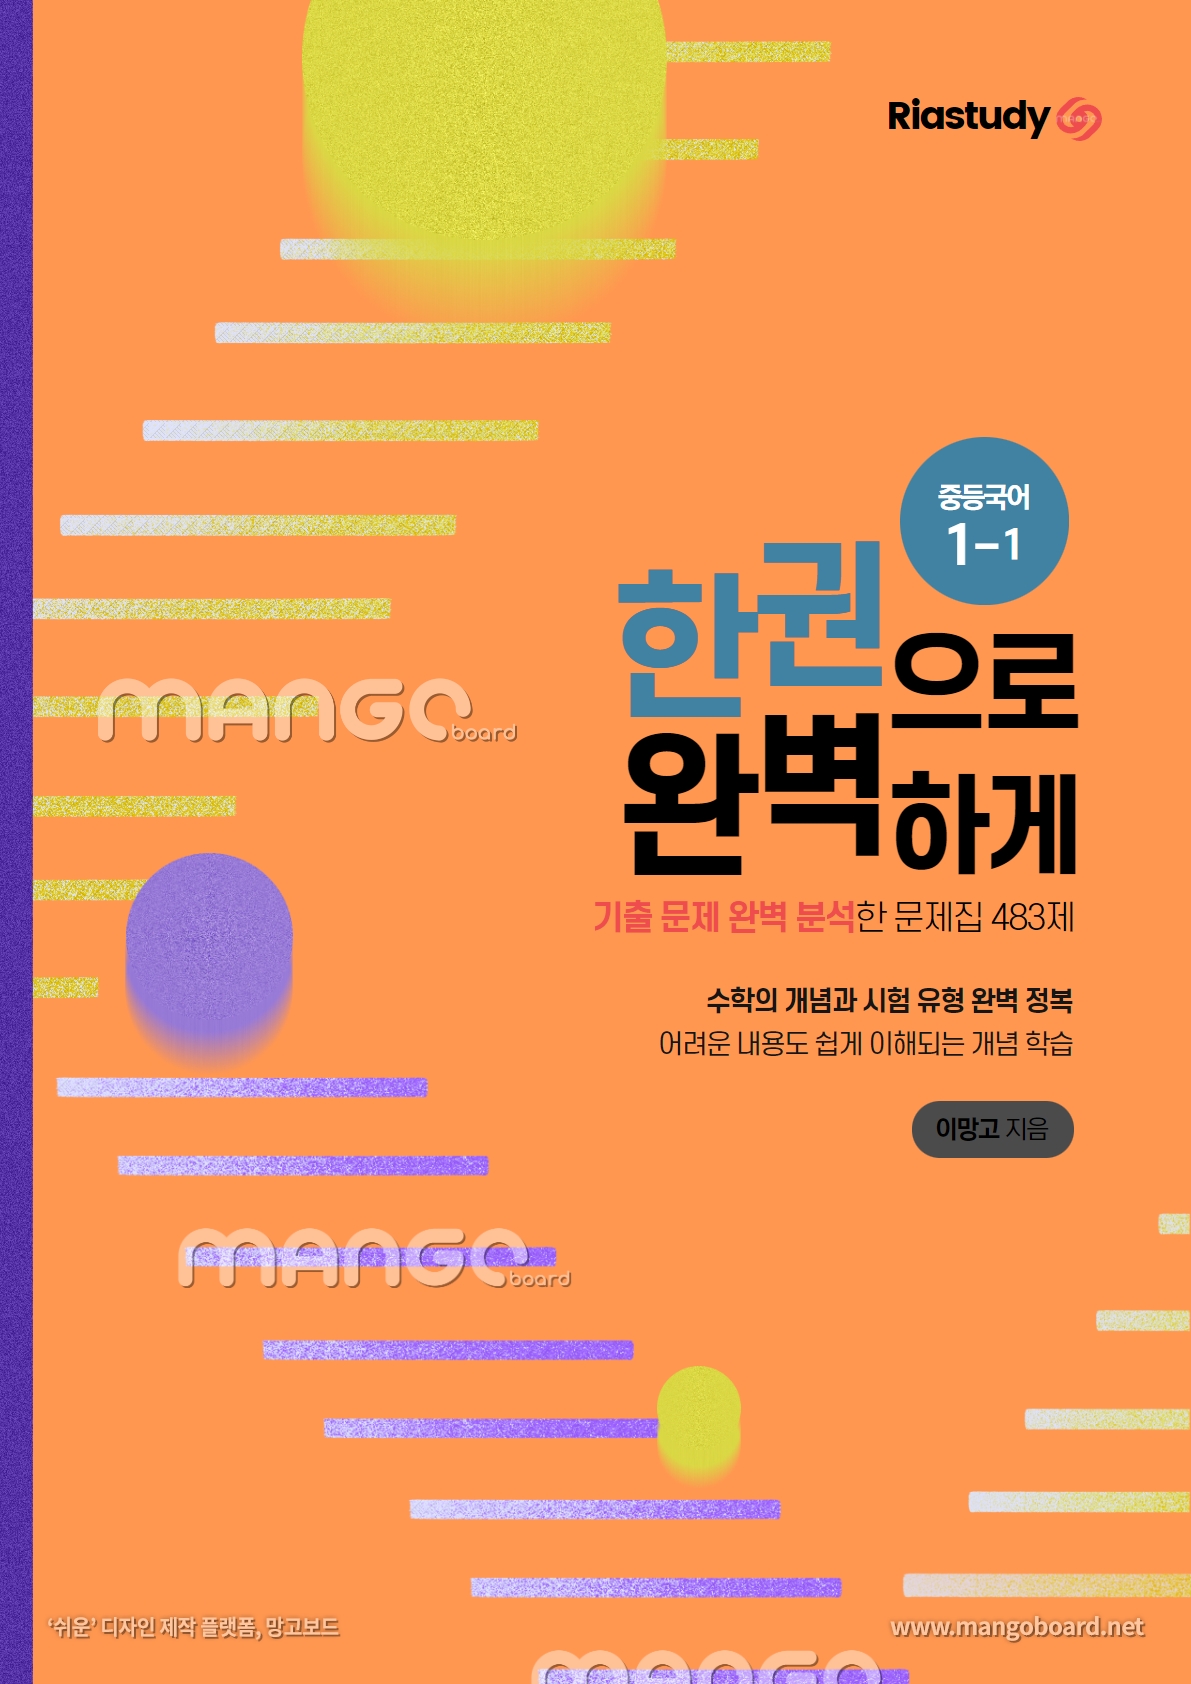 Riastudy
중등국어
1-1
한권으로
완벽하게
기출 문제 완벽 분석한 문제집 483제
수학의 개념과 시험 유형 완벽 정복
어려운 내용도 쉽게 이해되는 개념 학습
이망고 지음
MANGO board
MANGO board
‘쉬운’ 디자인 제작 플랫폼, 망고보드
www.mangoboard.net
MANGO